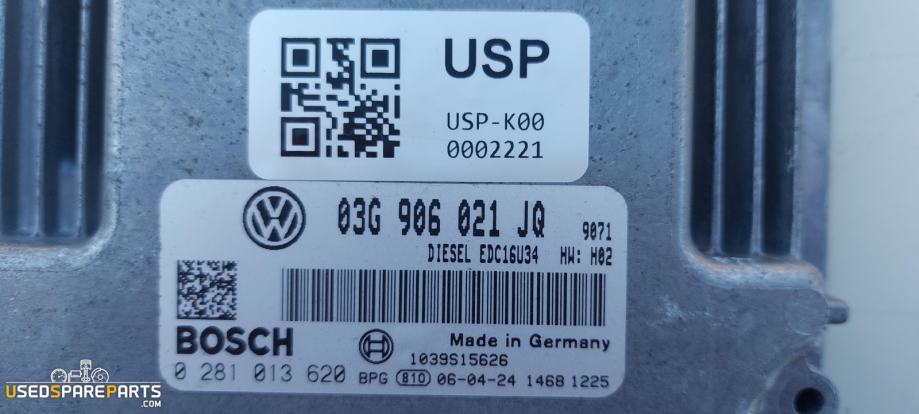 USP
USP-K00
0002221
03G 906 021 JQ 9071
DIESEL EDC16U34 HW: H02
BOSCH
Made in Germany
1039S15626
0 281 013 620 BPG 810 06-04-24 1468 1225
USEDSPAREPARTS
.COM